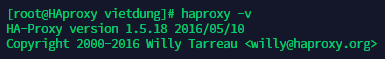 [root@HAproxy vietdung]# haproxy -v
HA-Proxy version 1.5.18 2016/05/10
Copyright 2000-2016 Willy Tarreau <willy@haproxy.org>